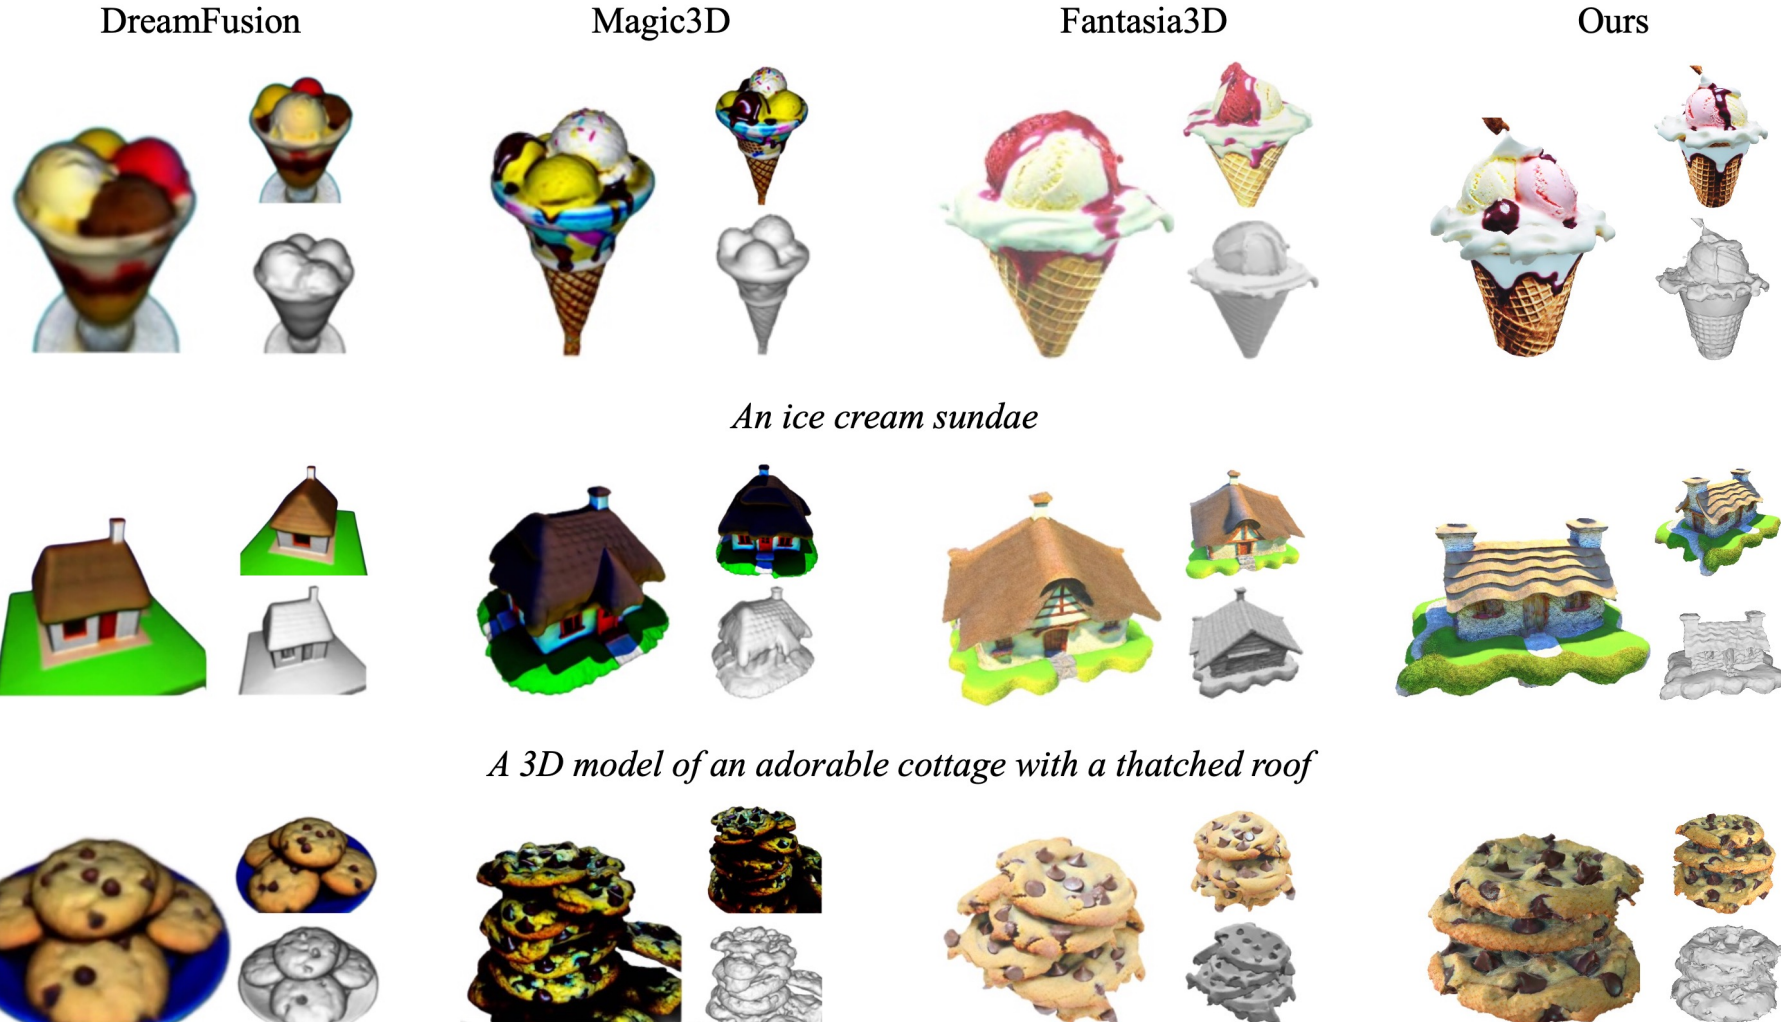 DreamFusion Magic3D Fantasia3D Ours
An ice cream sundae
A 3D model of an adorable cottage with a thatched roof